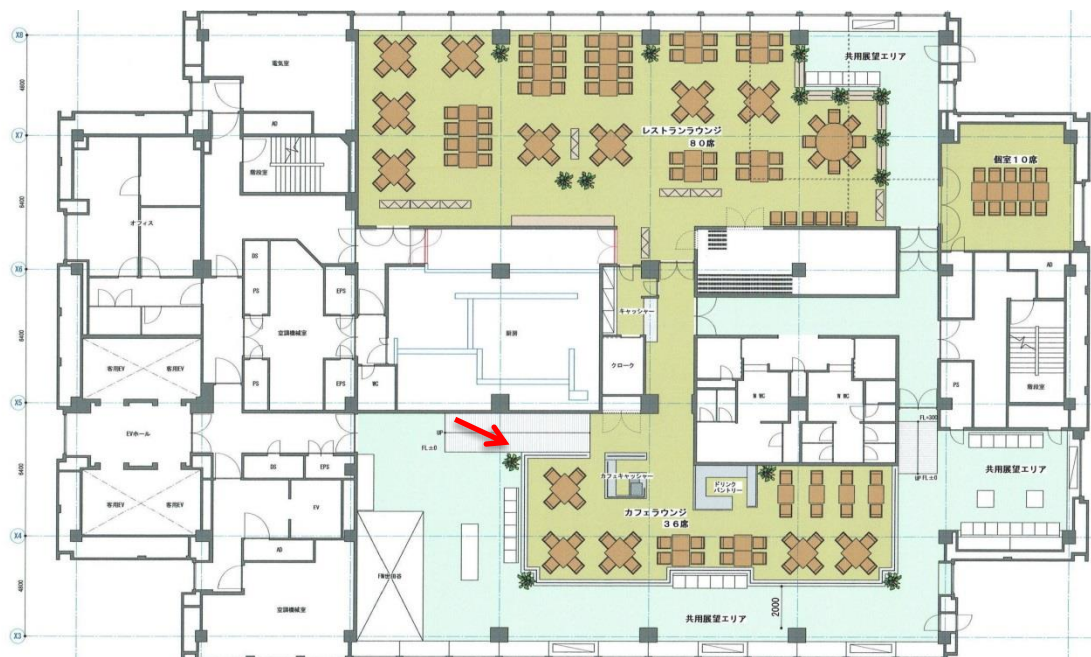 X8
電気室
共用展望エリア
4800
AD
X7
レストランラウンジ
80席
階段室
個室10席
6400
オフィス
X6
DS
PS
EPS
AD
キャッシャー
空調機械室
厨房
6400
客用EV
客用EV
クローク
PS
EPS
WC
M WC
W WC
PS
階段室
X5
FL+300
EVホール
UP
FL±0
6400
DS
EPS
カフェキャッシャー
ドリンク
パントリー
UP FL±0
共用展望エリア
客用EV
客用EV
EV
カフェラウンジ
36席
X4
AD
4800
空調機械室
2000
共用展望エリア
X3